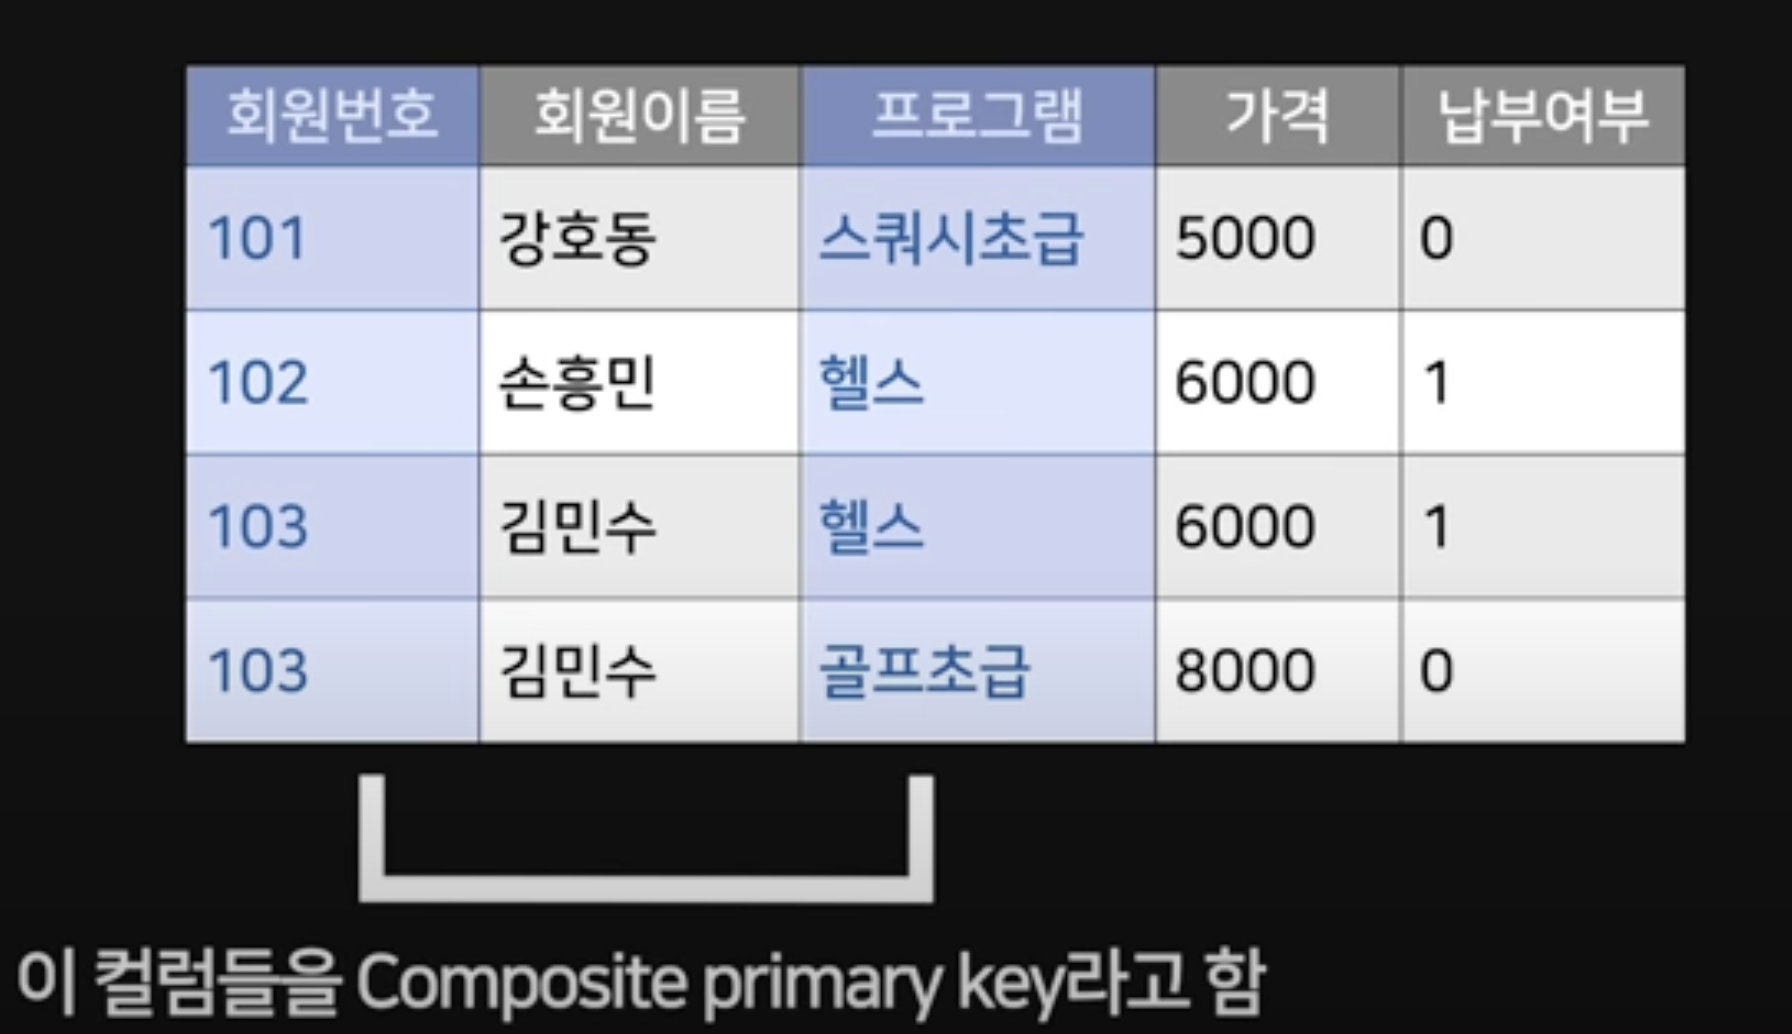 회원번호 회원이름 프로그램 가격 납부여부
101 강호동 스쿼시초급 5000 0
102 손흥민 헬스 6000 1
103 김민수 헬스 6000 1
103 김민수 골프초급 8000 0
이 컬럼들을 Composite primary key라고 함